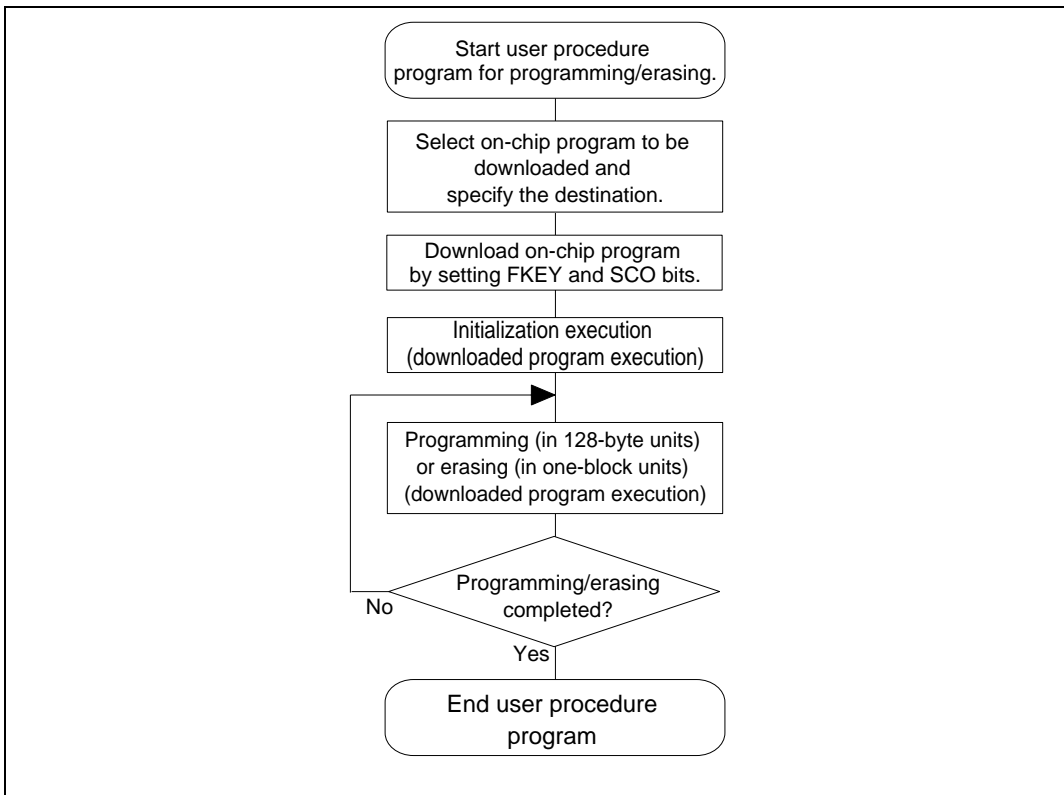 Start user procedure
program for programming/erasing.
Select on-chip program to be
downloaded and
specify the destination.
Download on-chip program
by setting FKEY and SCO bits.
Initialization execution
(downloaded program execution)
Programming (in 128-byte units)
or erasing (in one-block units)
(downloaded program execution)
Programming/erasing
completed?
No
Yes
End user procedure
program